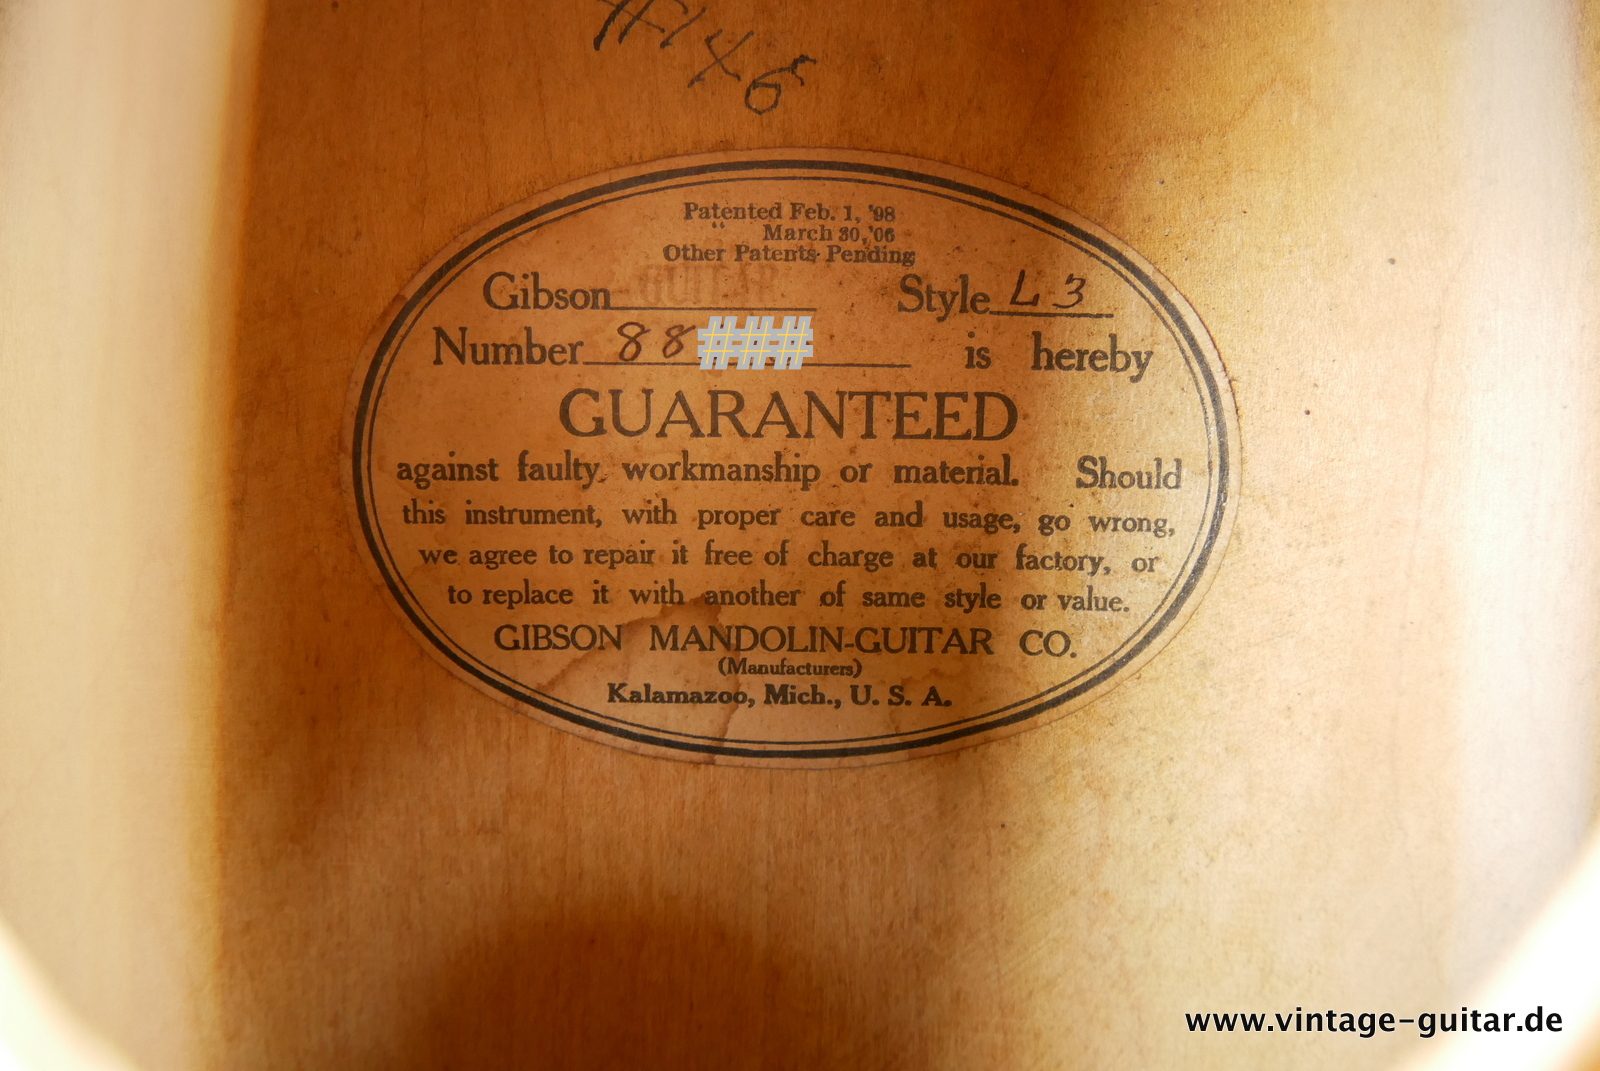 #146
Patented Feb. 1, '98
" March 30, '06
Other Patents Pending
Gibson GUITAR Style L3
Number 88### is hereby
GUARANTEED
against faulty workmanship or material. Should
this instrument, with proper care and usage, go wrong,
we agree to repair it free of charge at our factory, or
to replace it with another of same style or value.
GIBSON MANDOLIN-GUITAR CO.
(Manufacturers)
Kalamazoo, Mich., U. S. A.
www.vintage-guitar.de